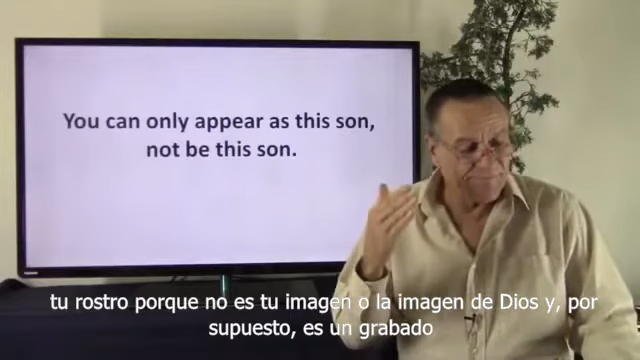 You can only appear as this son,
not be this son.
tu rostro porque no es tu imagen o la imagen de Dios y, por
supuesto, es un grabado